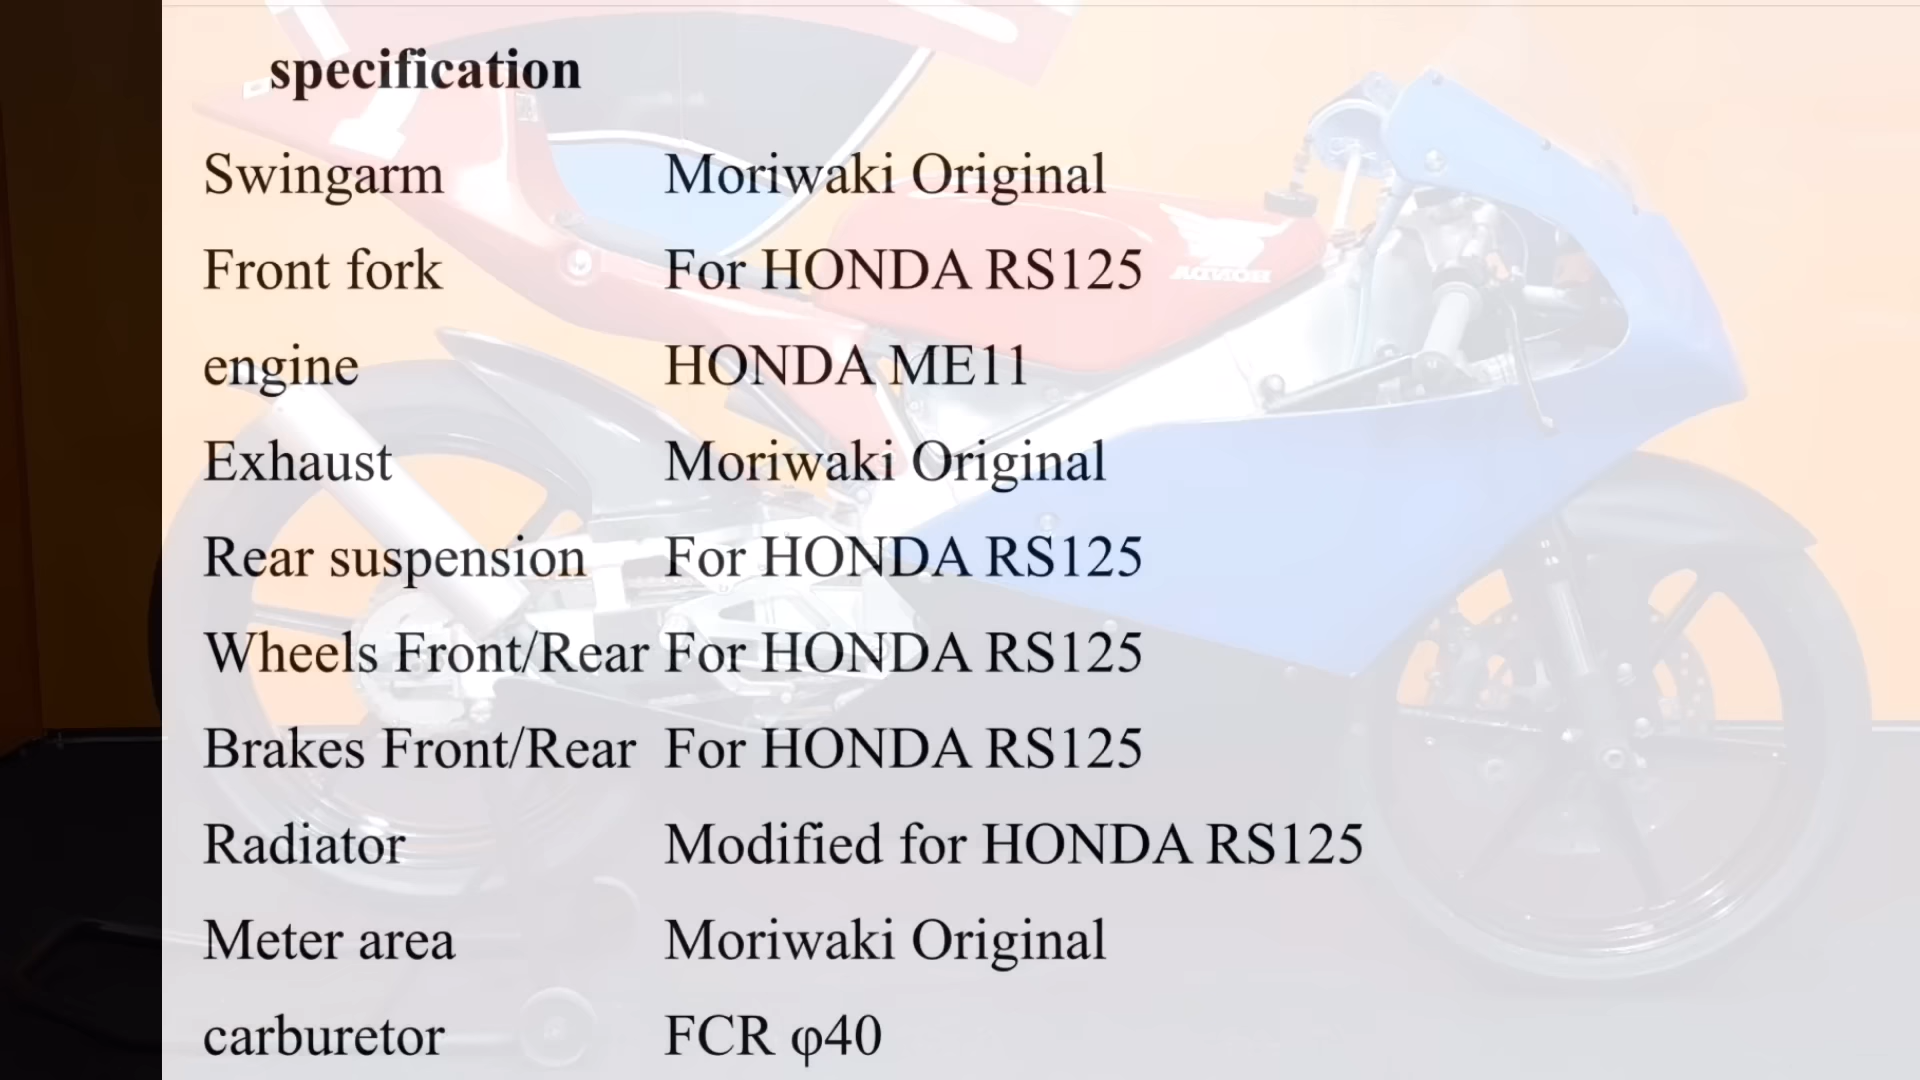 specification
Swingarm Moriwaki Original
Front fork For HONDA RS125
engine HONDA ME11
Exhaust Moriwaki Original
Rear suspension For HONDA RS125
Wheels Front/Rear For HONDA RS125
Brakes Front/Rear For HONDA RS125
Radiator Modified for HONDA RS125
Meter area Moriwaki Original
carburetor FCR φ40
HONDA